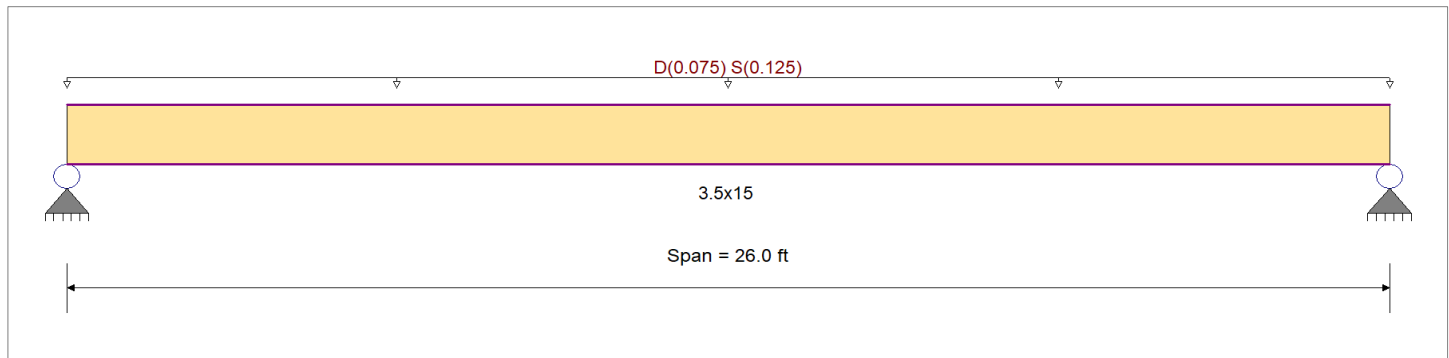 D(0.075) S(0.125)
3.5x15
Span = 26.0 ft